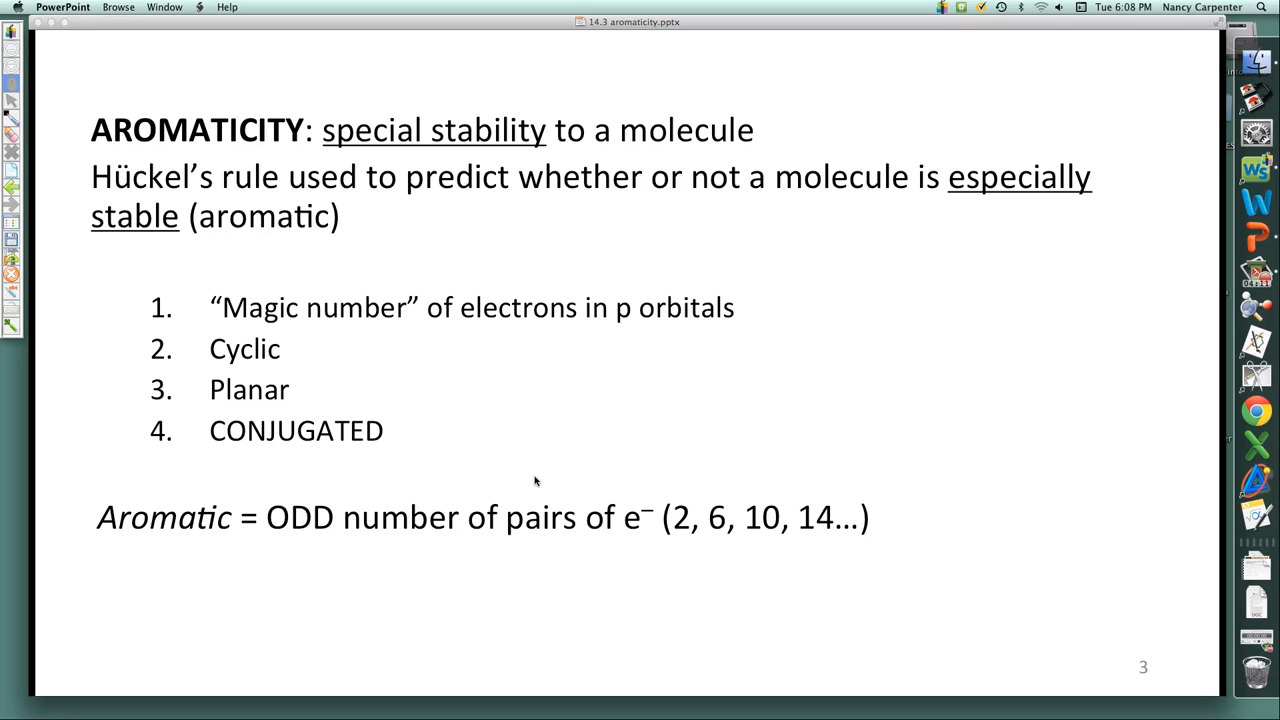 PowerPoint Browse Window Help Tue 6:08 PM Nancy Carpenter
14.3 aromaticity.pptx
AROMATICITY: special stability to a molecule
Hückel’s rule used to predict whether or not a molecule is especially
stable (aromatic)
1. “Magic number” of electrons in p orbitals
2. Cyclic
3. Planar
4. CONJUGATED
Aromatic = ODD number of pairs of e⁻ (2, 6, 10, 14…)
3